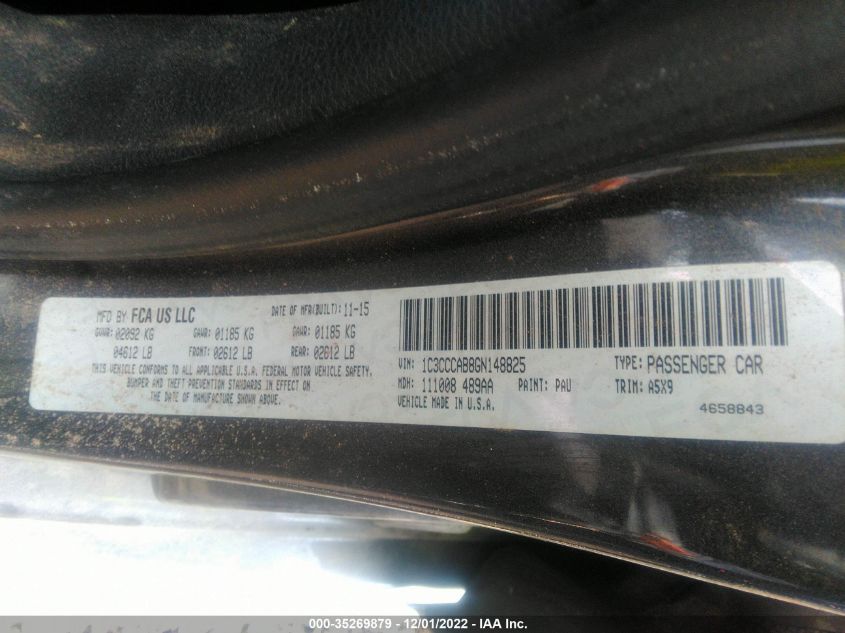 MFD BY: FCA US LLC DATE OF MFR(BUILT): 11-15
GVWR: 02092 KG GAWR: 01185 KG GAWR: 01185 KG
04612 LB FRONT: 02612 LB REAR: 02612 LB
THIS VEHICLE CONFORMS TO ALL APPLICABLE U.S.A. FEDERAL MOTOR VEHICLE SAFETY,
BUMPER AND THEFT PREVENTION STANDARDS IN EFFECT ON
THE DATE OF MANUFACTURE SHOWN ABOVE.
VIN: 1C3CCCAB8GN148825 TYPE: PASSENGER CAR
MDH: 111008 489AA PAINT: PAU TRIM: A5X9
VEHICLE MADE IN U.S.A. 4658843
000-35269879 - 12/01/2022 - IAA Inc.